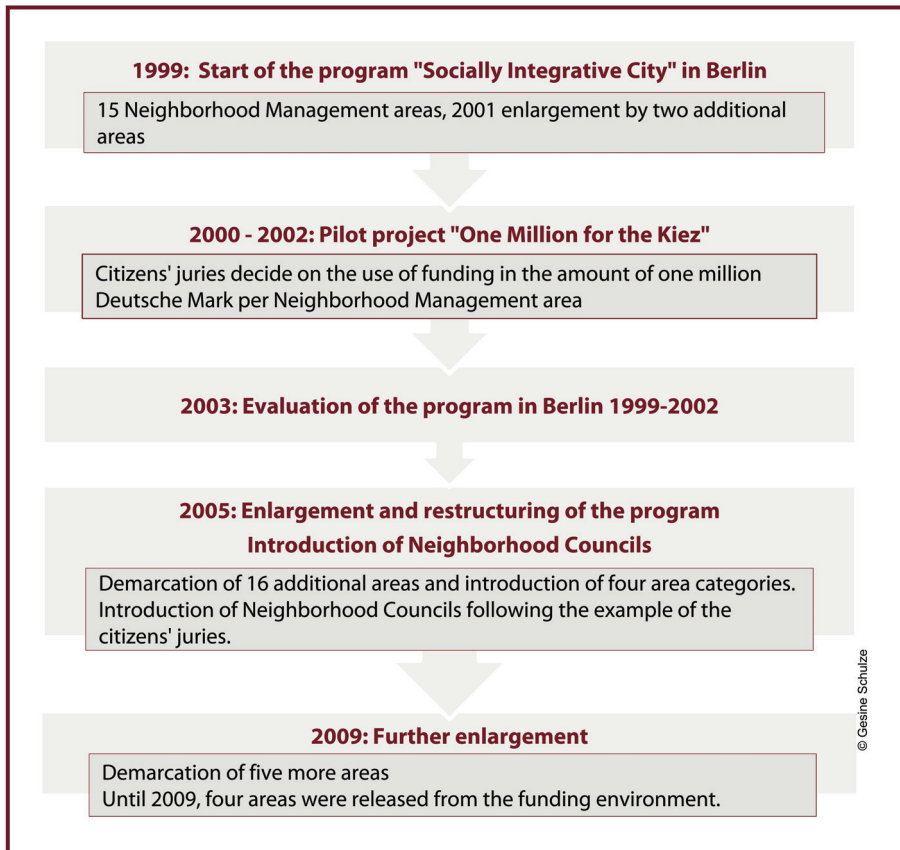 1999: Start of the program "Socially Integrative City" in Berlin
15 Neighborhood Management areas, 2001 enlargement by two additional
areas
2000 - 2002: Pilot project "One Million for the Kiez"
Citizens' juries decide on the use of funding in the amount of one million
Deutsche Mark per Neighborhood Management area
2003: Evaluation of the program in Berlin 1999-2002
2005: Enlargement and restructuring of the program
Introduction of Neighborhood Councils
Demarcation of 16 additional areas and introduction of four area categories.
Introduction of Neighborhood Councils following the example of the
citizens' juries.
2009: Further enlargement
Demarcation of five more areas
Until 2009, four areas were released from the funding environment.
© Gesine Schulze